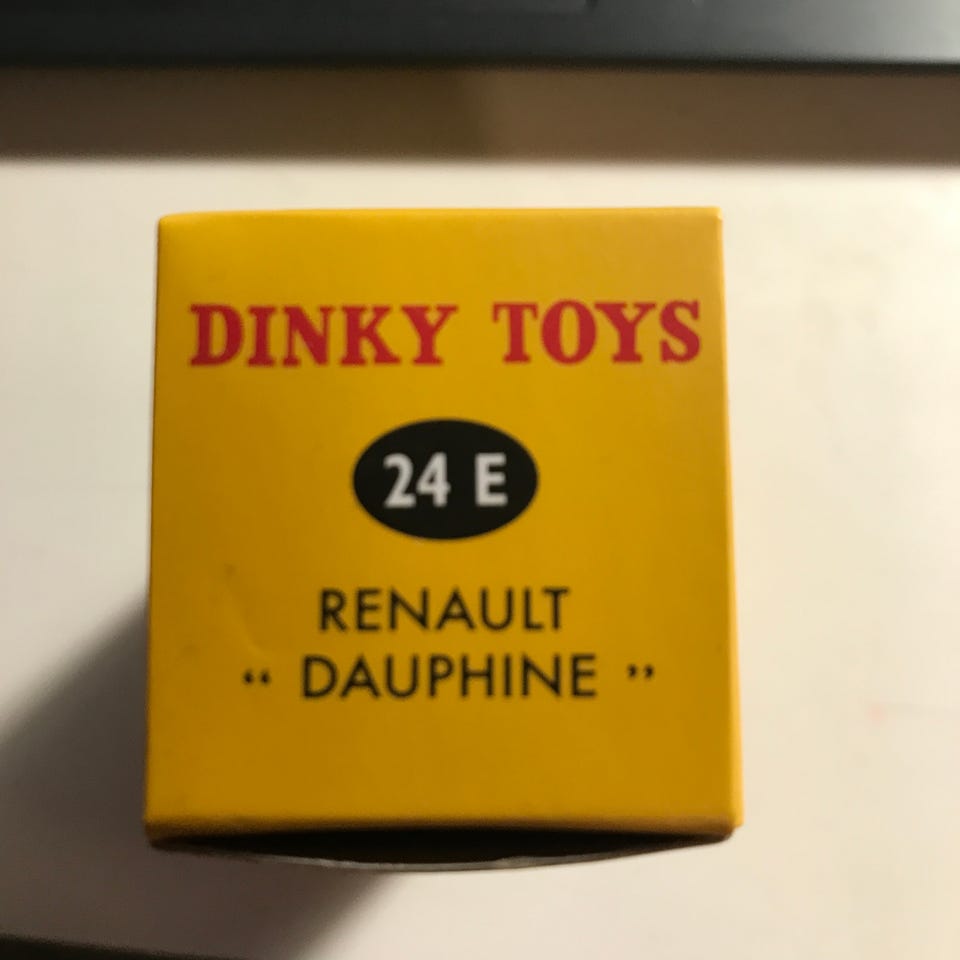 DINKY TOYS
24 E
RENAULT
“ DAUPHINE ”